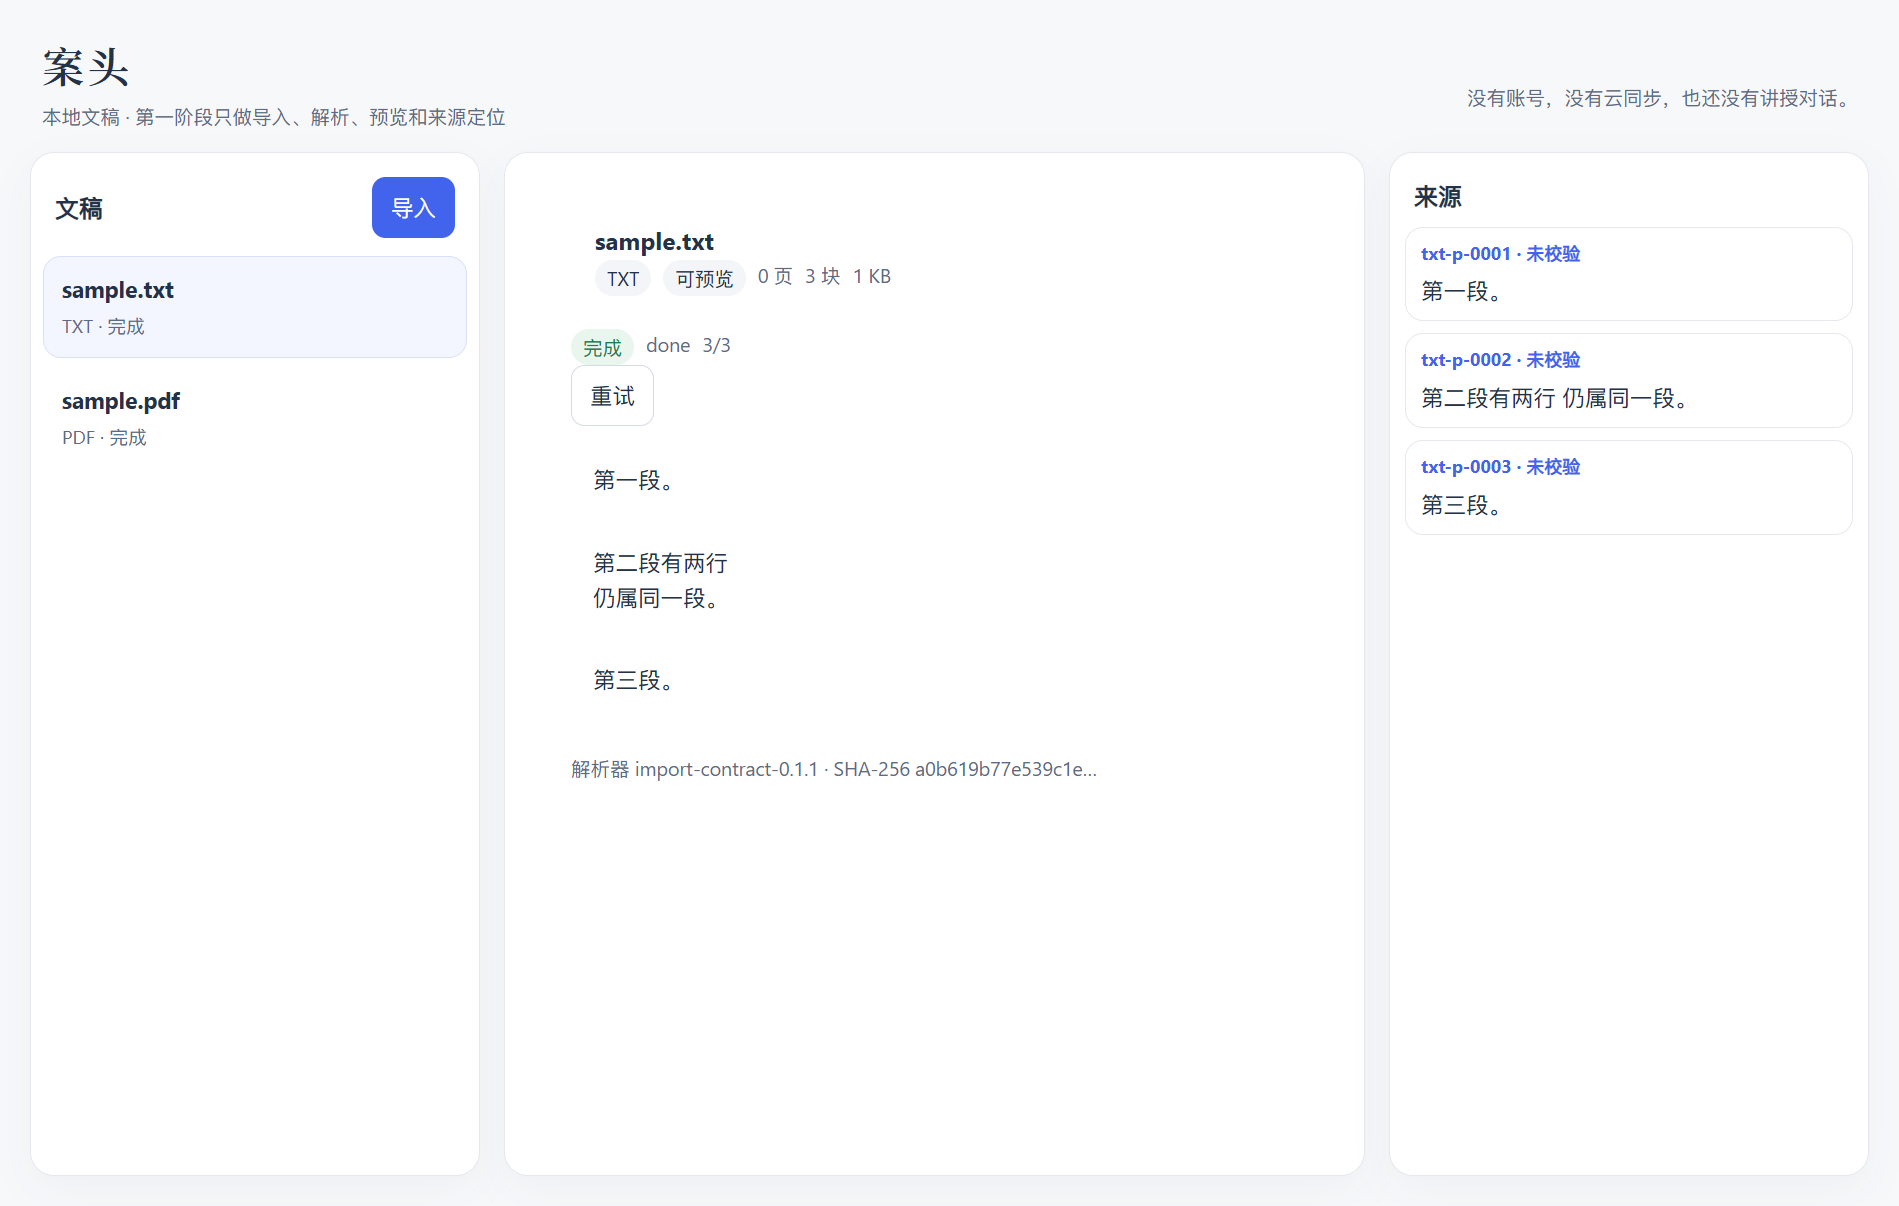 案头
本地文稿 · 第一阶段只做导入、解析、预览和来源定位
没有账号，没有云同步，也还没有讲授对话。
文稿
导入
sample.txt
TXT · 完成
sample.pdf
PDF · 完成
sample.txt
TXT 可预览 0 页 3 块 1 KB
完成 done 3/3
重试
第一段。
第二段有两行
仍属同一段。
第三段。
解析器 import-contract-0.1.1 · SHA-256 a0b619b77e539c1e…
来源
txt-p-0001 · 未校验
第一段。
txt-p-0002 · 未校验
第二段有两行 仍属同一段。
txt-p-0003 · 未校验
第三段。